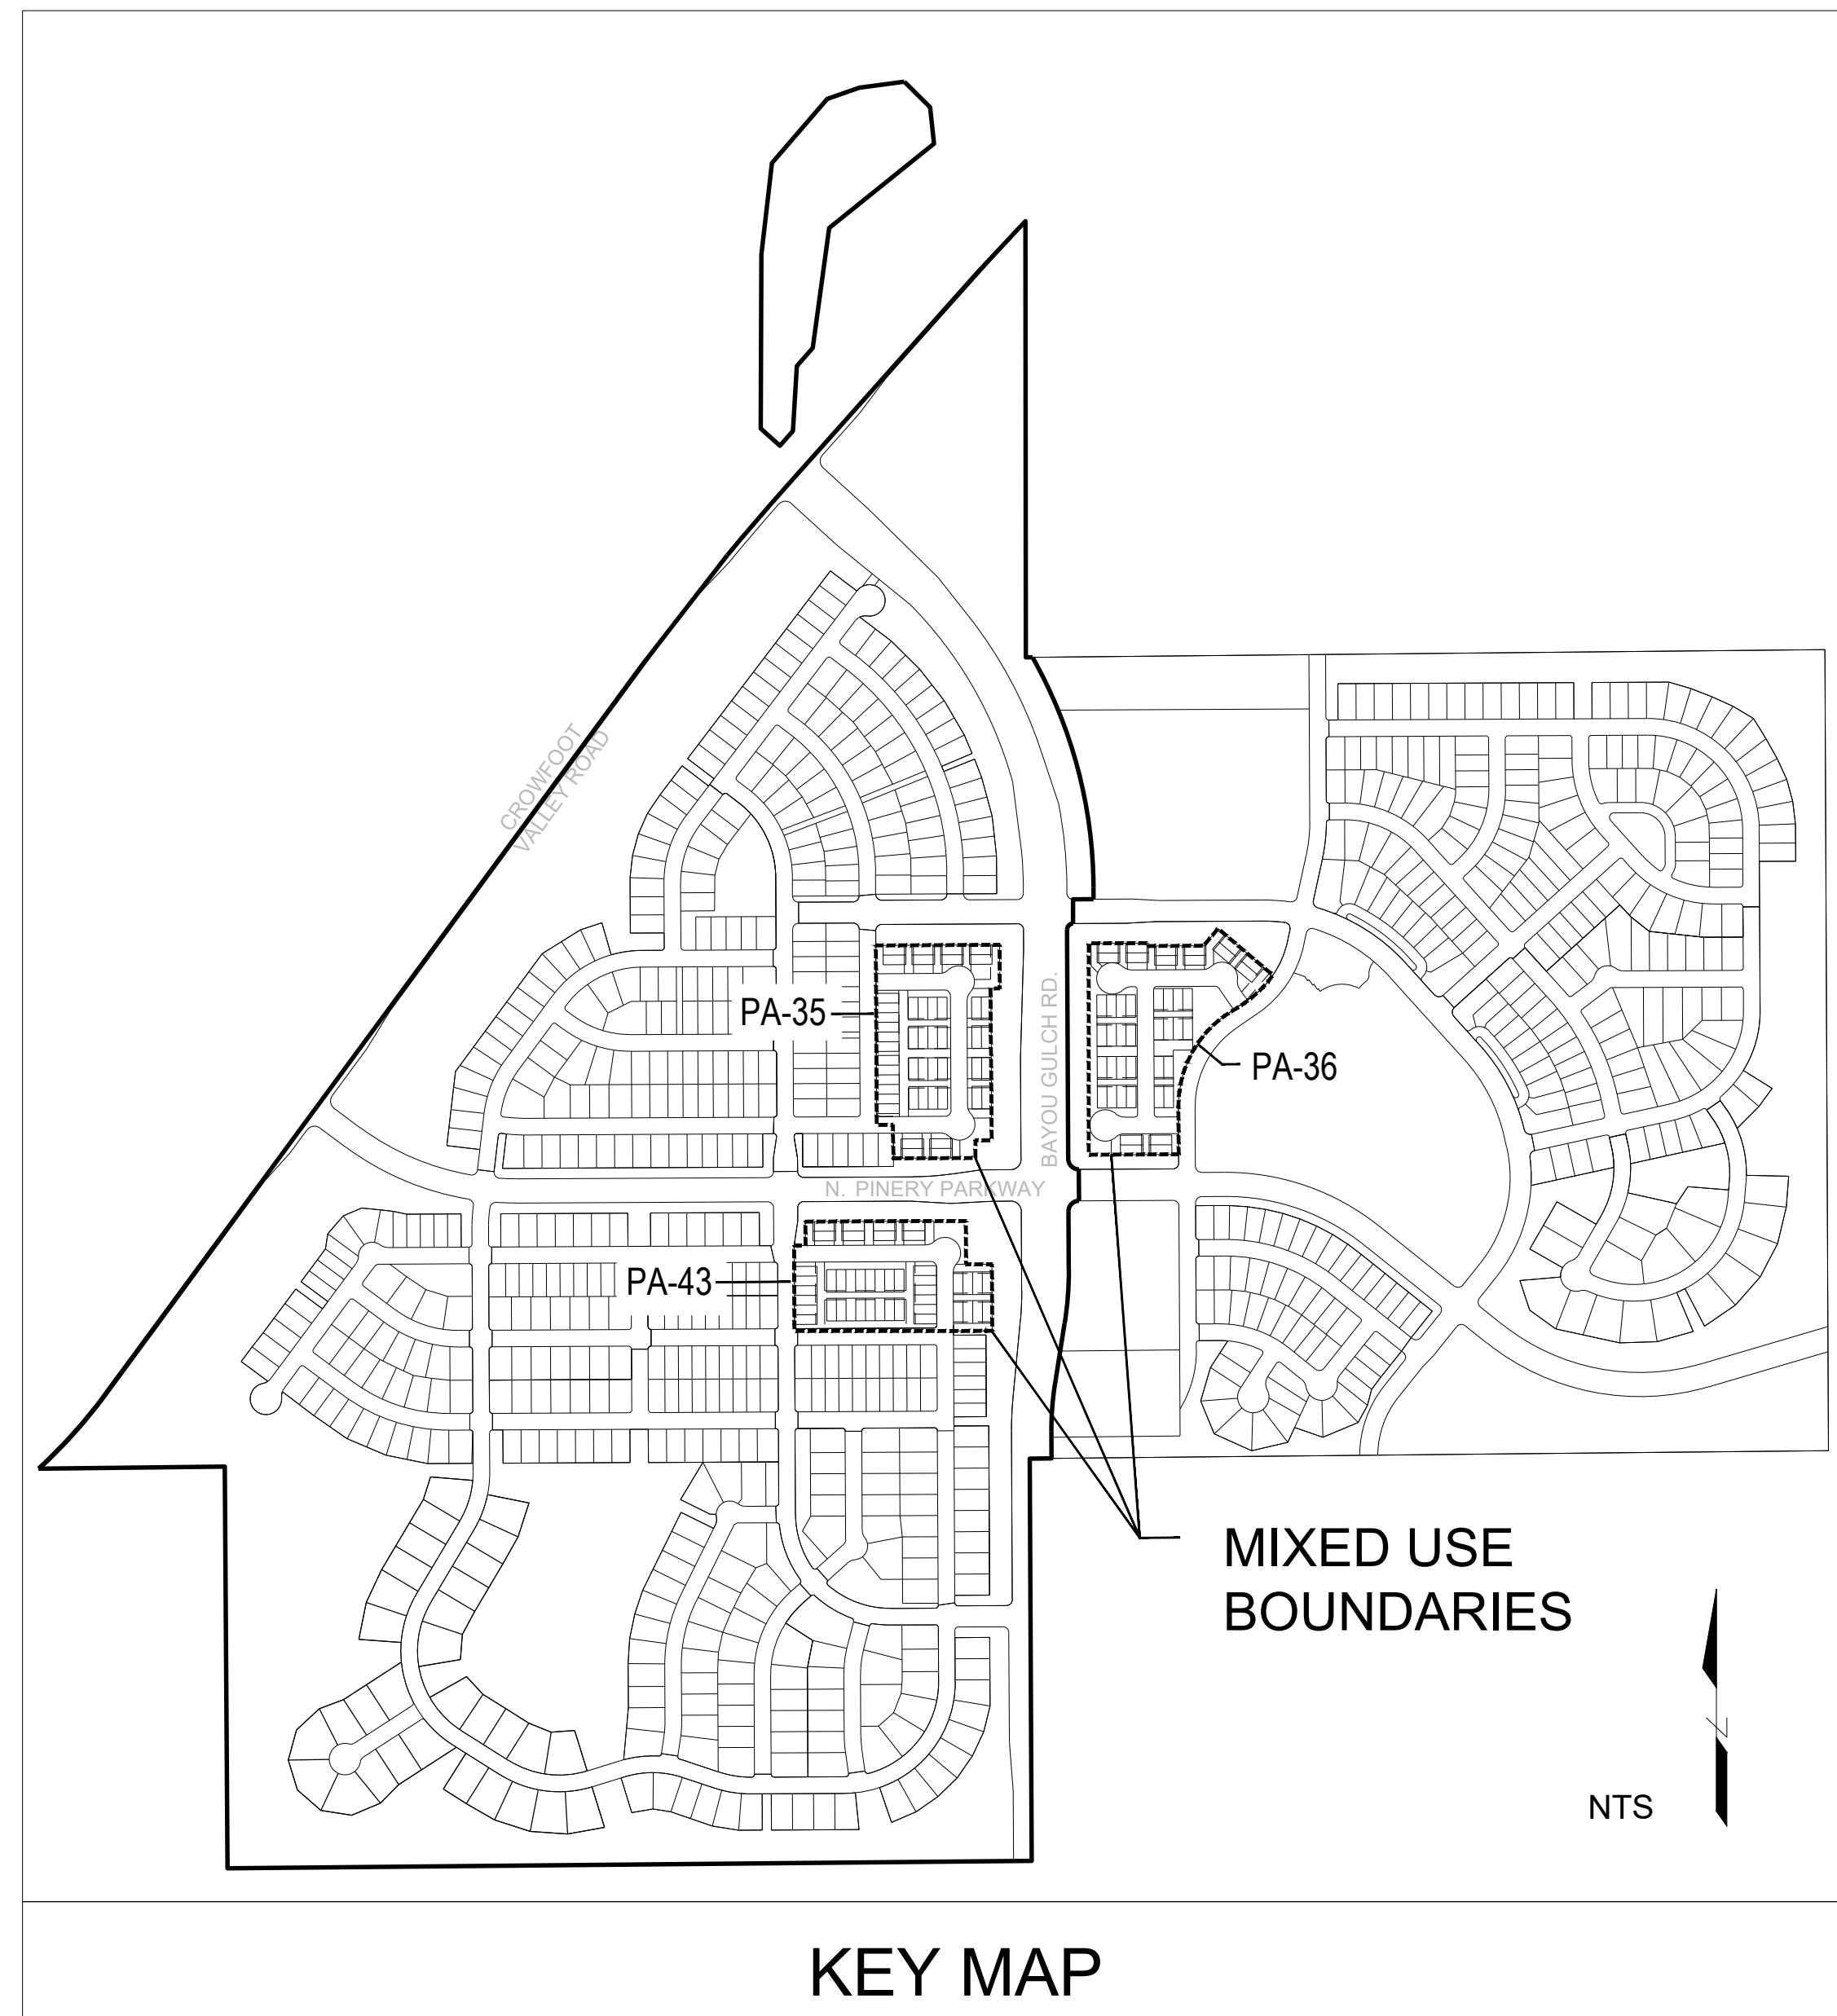 CROWFOOT
VALLEY ROAD
PA-35
BAYOU GULCH RD.
PA-36
N. PINERY PARKWAY
PA-43
MIXED USE
BOUNDARIES
N
NTS
KEY MAP